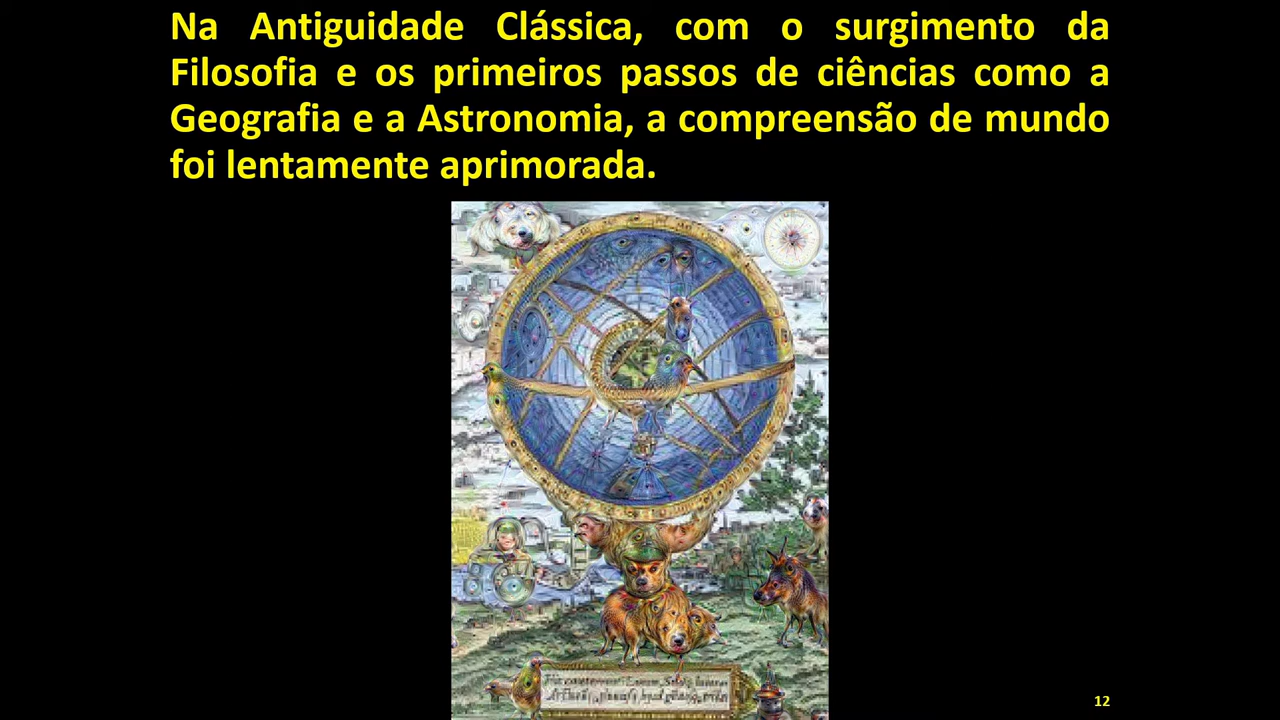 Na Antiguidade Clássica, com o surgimento da
Filosofia e os primeiros passos de ciências como a
Geografia e a Astronomia, a compreensão de mundo
foi lentamente aprimorada.
12